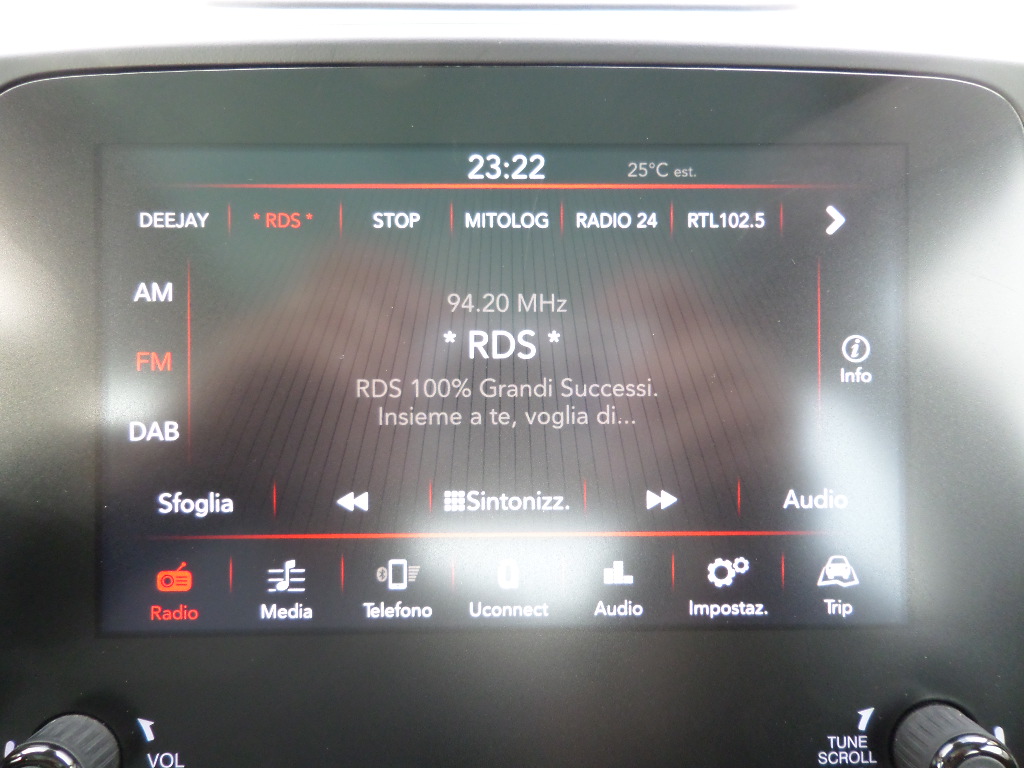 23:22 25°C est.
DEEJAY * RDS * STOP MITOLOG RADIO 24 RTL102.5
AM
94.20 MHz
* RDS *
FM
Info
RDS 100% Grandi Successi.
Insieme a te, voglia di...
DAB
Sfoglia Sintonizz. Audio
Radio Media Telefono Uconnect Audio Impostaz. Trip
VOL
TUNE
SCROLL